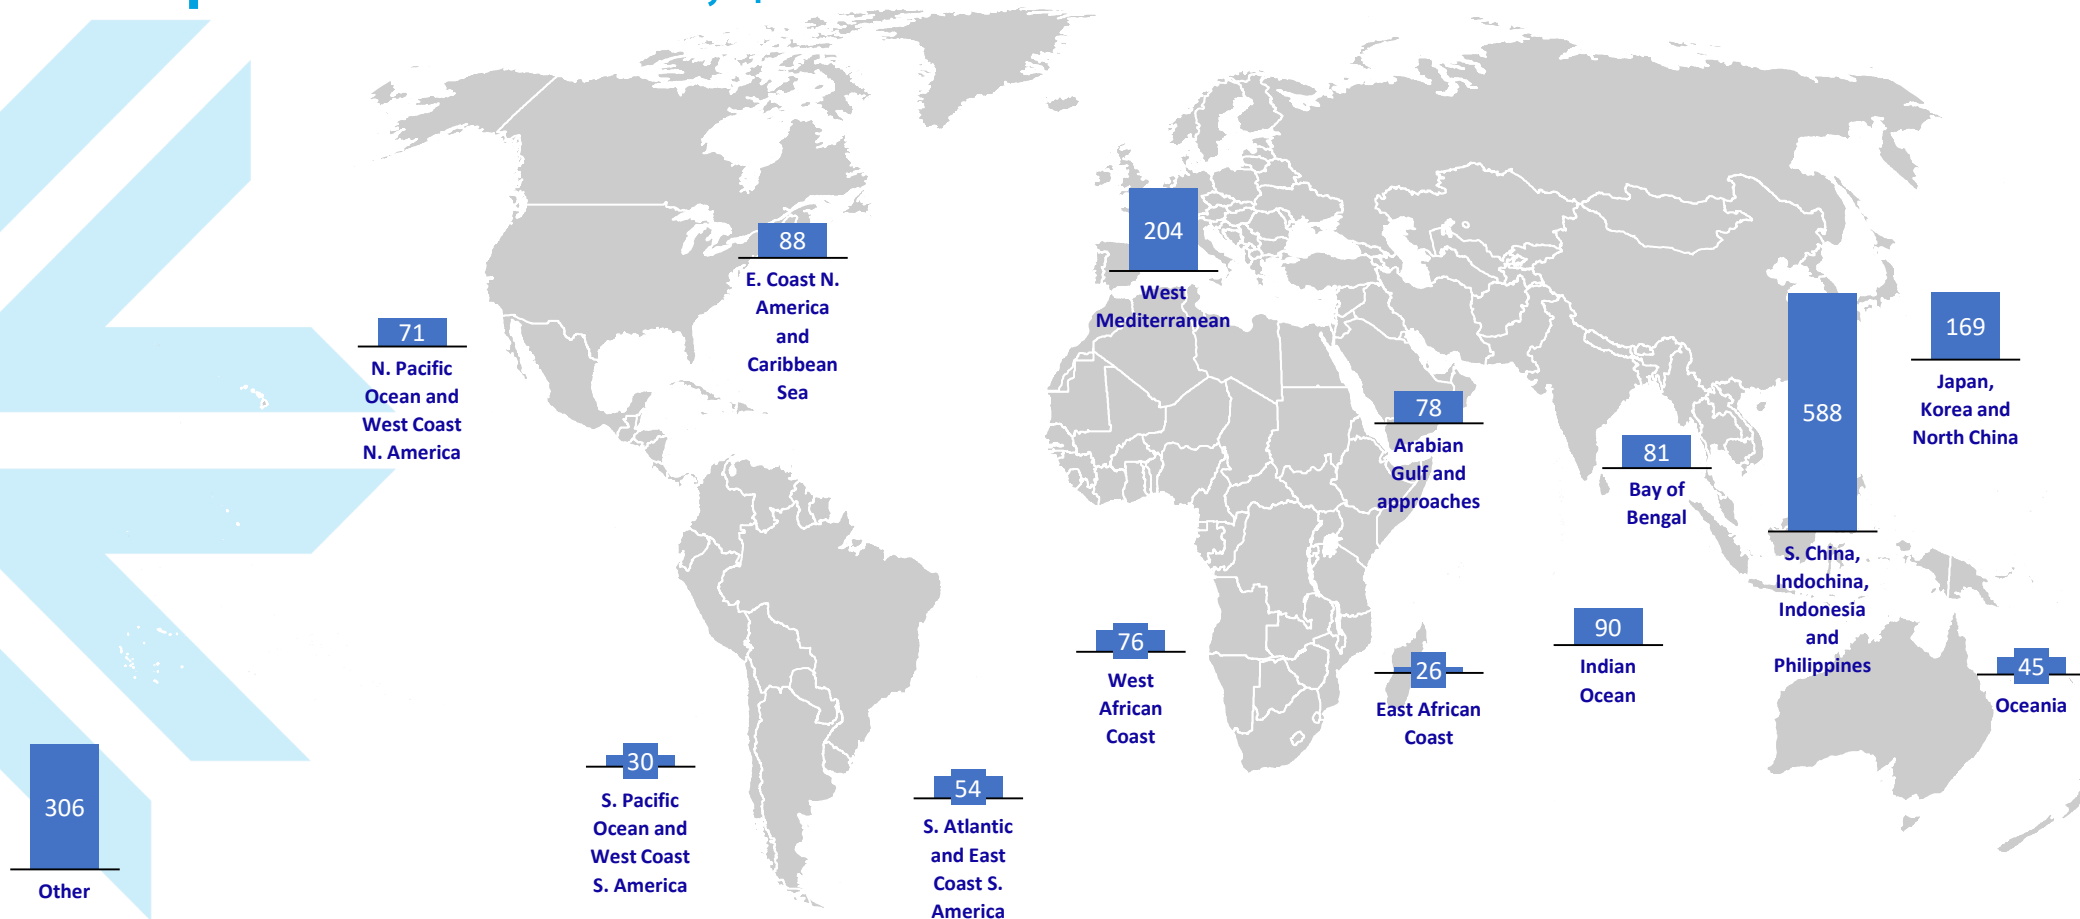 88
E. Coast N.
America
and
Caribbean
Sea
71
N. Pacific
Ocean and
West Coast
N. America
204
West
Mediterranean
78
Arabian
Gulf and
approaches
81
Bay of
Bengal
588
S. China,
Indochina,
Indonesia
and
Philippines
169
Japan,
Korea and
North China
76
West
African
Coast
26
East African
Coast
90
Indian
Ocean
45
Oceania
306
Other
30
S. Pacific
Ocean and
West Coast
S. America
54
S. Atlantic
and East
Coast S.
America